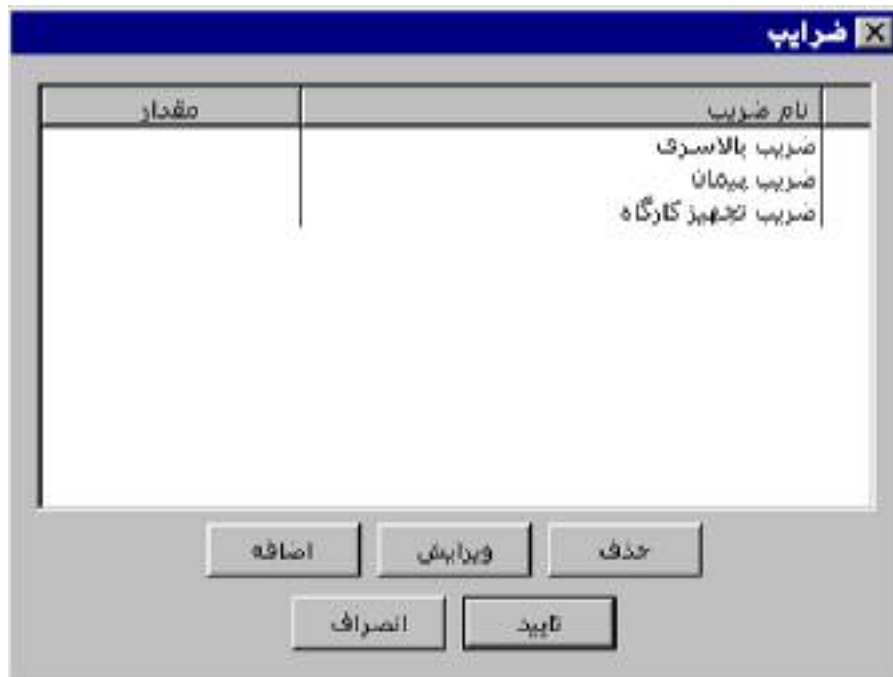 ضرایب
نام ضریب مقدار
ضریب بالاسری
ضریب پیمان
ضریب تجهیز کارگاه
حذف ویرایش اضافه
تایید انصراف